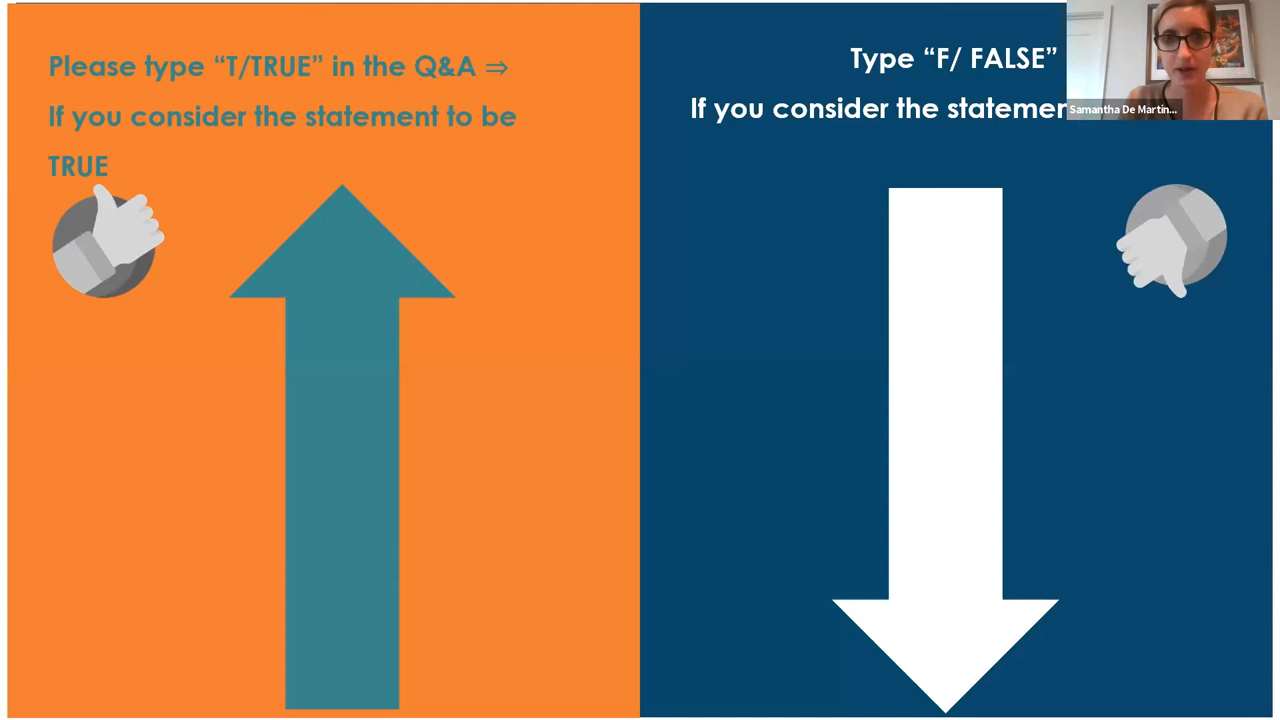 Please type “T/TRUE” in the Q&A ⇒
If you consider the statement to be
TRUE
Type “F/ FALSE”
If you consider the
Samantha De Martin...